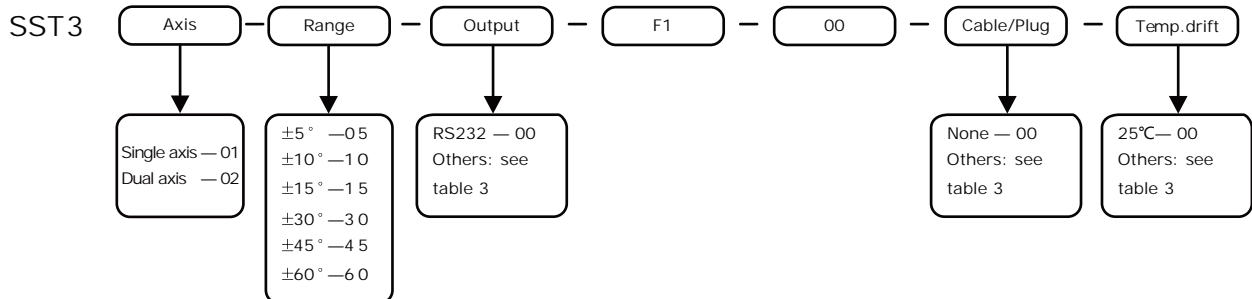 SST3 Axis — Range — Output — F1 — 00 — Cable/Plug — Temp.drift
Single axis — 01
Dual axis — 02
±5° —05
±10°—10
±15°—15
±30°—30
±45°—45
±60°—60
RS232 — 00
Others: see
table 3
None — 00
Others: see
table 3
25℃— 00
Others: see
table 3